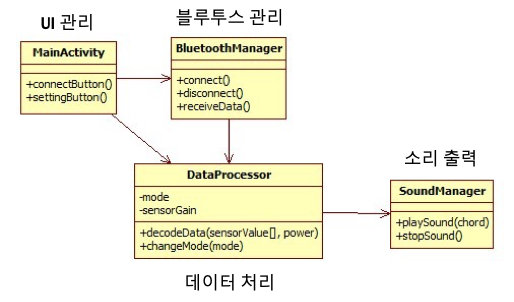 UI 관리
블루투스 관리
MainActivity
+connectButton()
+settingButton()
BluetoothManager
+connect()
+disconnect()
+receiveData()
DataProcessor
-mode
-sensorGain
+decodeData(sensorValue[], power)
+changeMode(mode)
데이터 처리
소리 출력
SoundManager
+playSound(chord)
+stopSound()